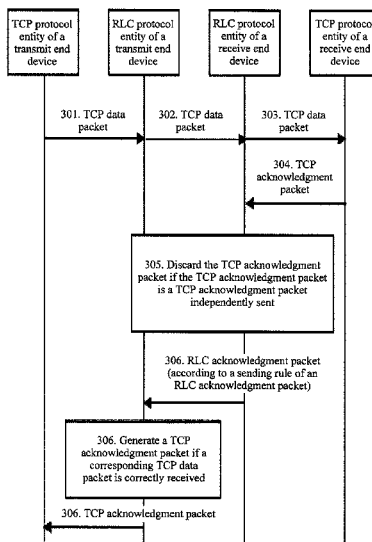 TCP protocol
entity of a
transmit end
device
RLC protocol
entity of a
transmit end
device
RLC protocol
entity of a
receive end
device
TCP protocol
entity of a
receive end
device
301. TCP data
packet
302. TCP data
packet
303. TCP data
packet
304. TCP
acknowledgment
packet
305. Discard the TCP acknowledgment
packet if the TCP acknowledgment packet
is a TCP acknowledgment packet
independently sent
306. RLC acknowledgment packet
(according to a sending rule of an
RLC acknowledgment packet)
306. Generate a TCP
acknowledgment packet if a
corresponding TCP data
packet is correctly received
306. TCP acknowledgment packet